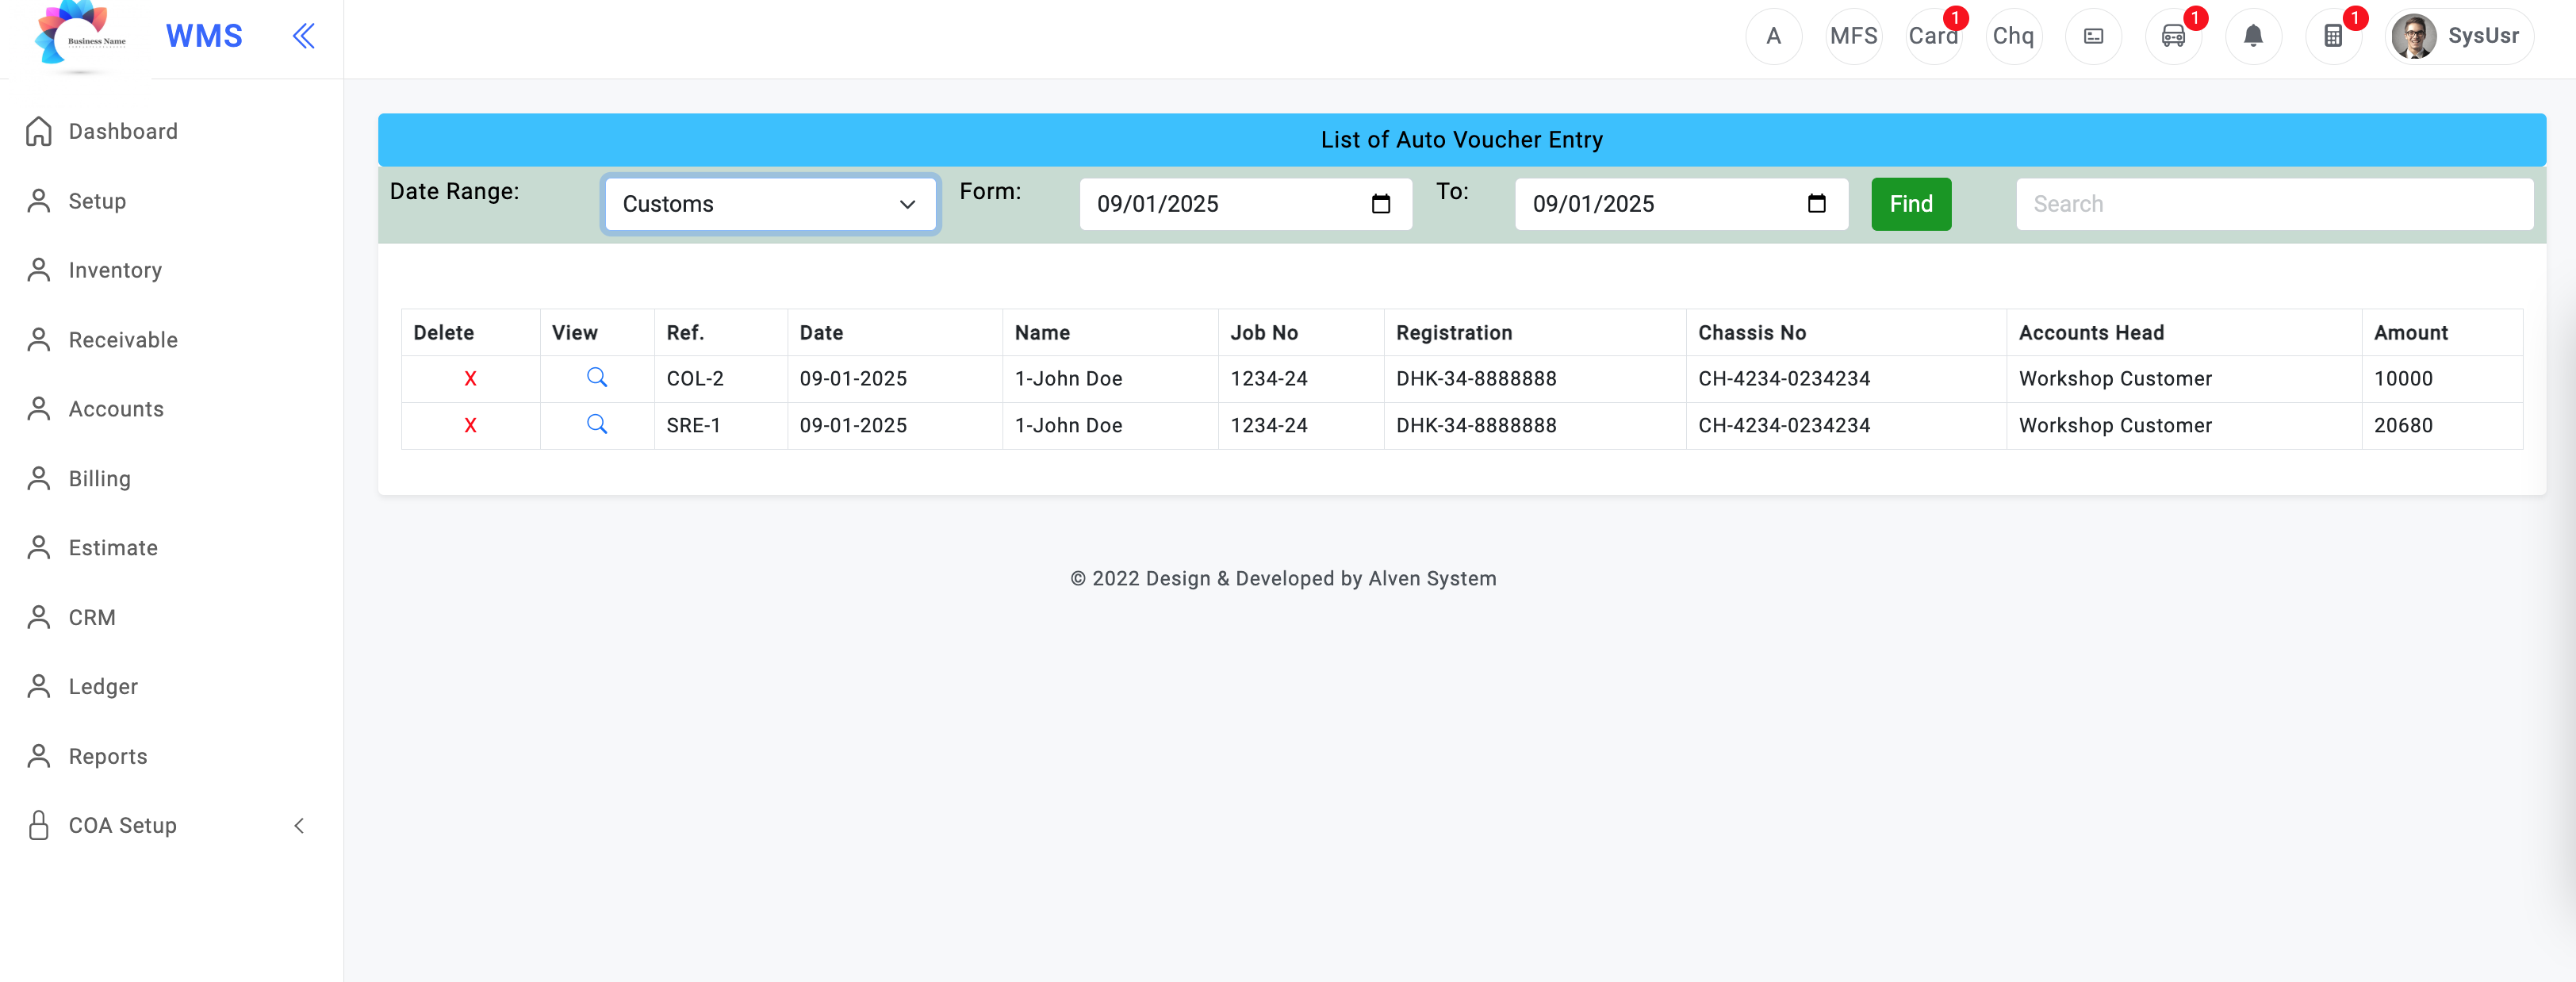 Business Name
WMS
A MFS Card 1 Chq 1 1 SysUsr
Dashboard
Setup
Inventory
Receivable
Accounts
Billing
Estimate
CRM
Ledger
Reports
COA Setup
List of Auto Voucher Entry
Date Range: Customs Form: 09/01/2025 To: 09/01/2025 Find Search
Delete View Ref. Date Name Job No Registration Chassis No Accounts Head Amount
X COL-2 09-01-2025 1-John Doe 1234-24 DHK-34-8888888 CH-4234-0234234 Workshop Customer 10000
X SRE-1 09-01-2025 1-John Doe 1234-24 DHK-34-8888888 CH-4234-0234234 Workshop Customer 20680
© 2022 Design & Developed by Alven System